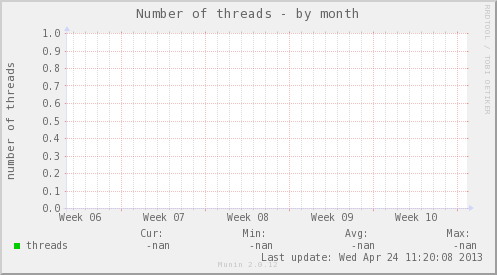 Number of threads - by month
RRDTOOL / TOBI OETIKER
number of threads
1.0
0.9
0.8
0.7
0.6
0.5
0.4
0.3
0.2
0.1
0.0
Week 06 Week 07 Week 08 Week 09 Week 10
Cur: Min: Avg: Max:
threads -nan -nan -nan -nan
Last update: Wed Apr 24 11:20:08 2013
Munin 2.0.12